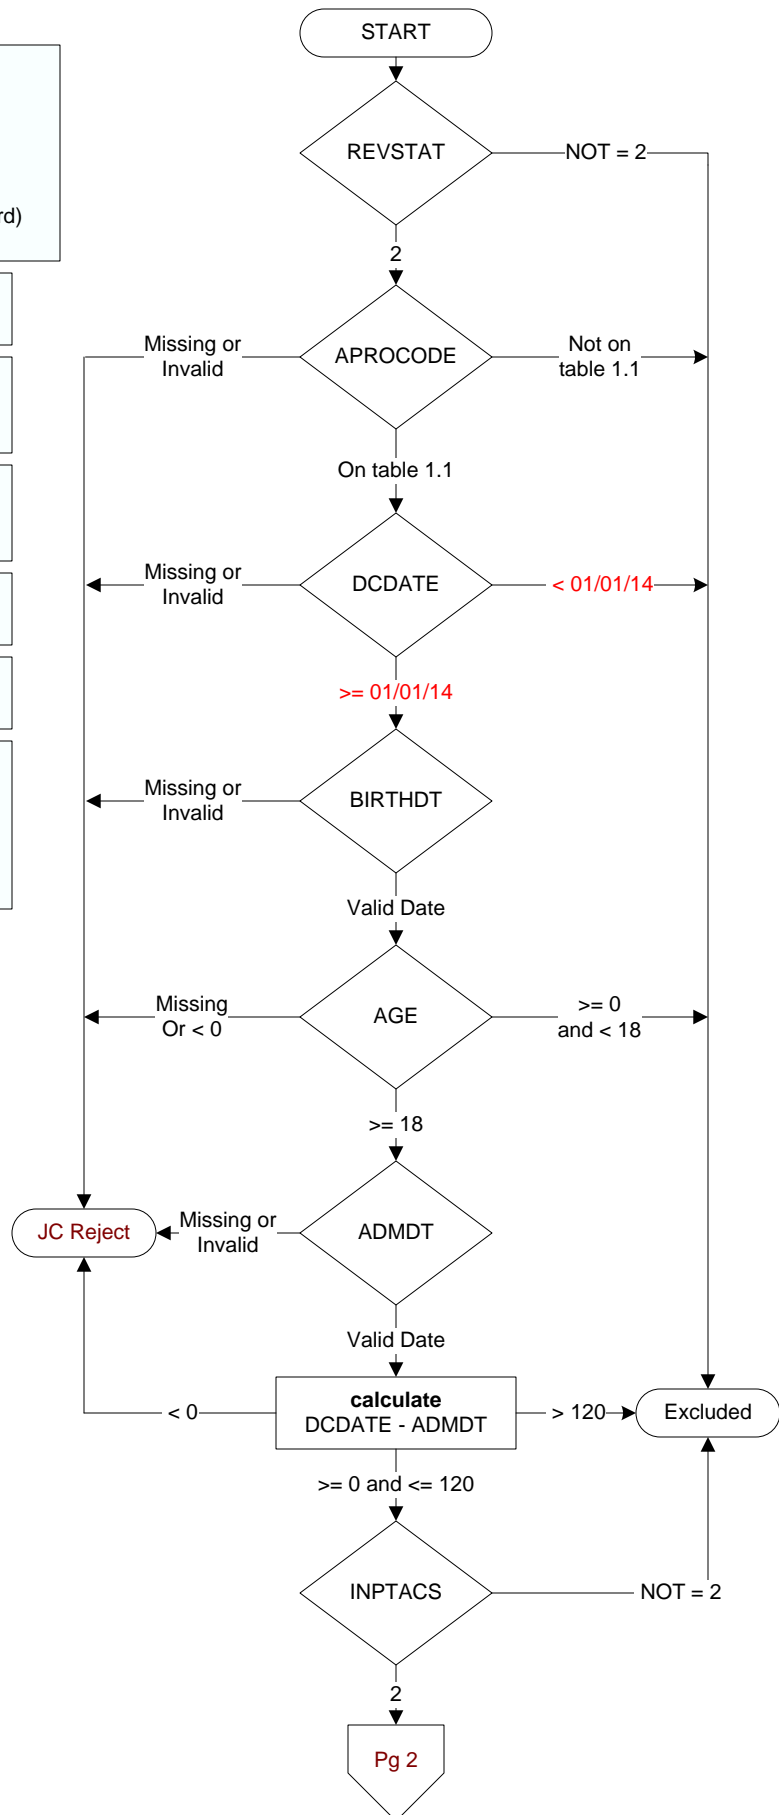 START
REVSTAT
NOT = 2
rd)
2
Missing or
Invalid
APROCODE
Not on
table 1.1
On table 1.1
Missing or
Invalid
DCDATE
< 01/01/14
>= 01/01/14
Missing or
Invalid
BIRTHDT
Valid Date
Missing
Or < 0
AGE
>= 0
and < 18
>= 18
JC Reject
Missing or
Invalid
ADMDT
Valid Date
< 0
calculate
DCDATE - ADMDT
> 120
Excluded
>= 0 and <= 120
INPTACS
NOT = 2
2
Pg 2